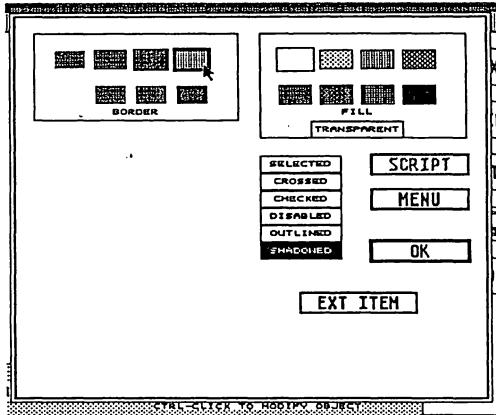 BORDER
FILL
TRANSPARENT
SELECTED
CROSSED
CHECKED
DISABLED
OUTLINED
SHADOWED
SCRIPT
MENU
OK
EXT ITEM
CTRL-CLICK TO MODIFY OBJECT